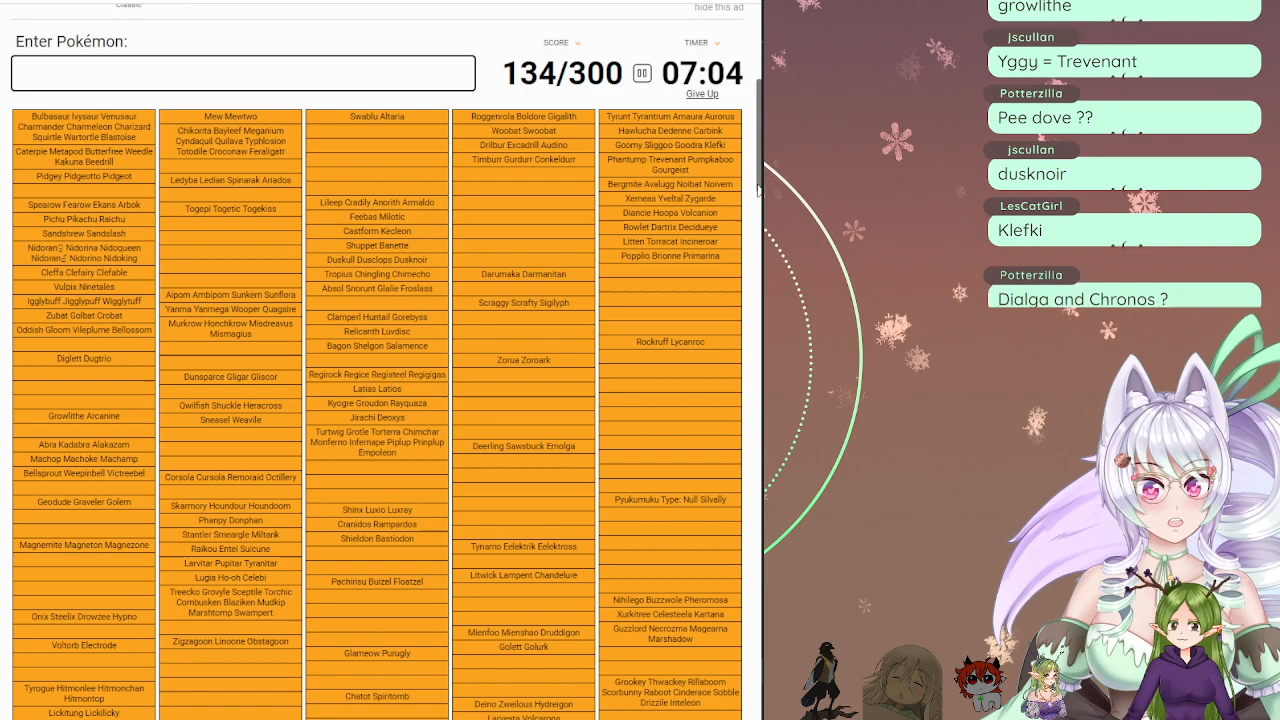 Classic
hide this ad
Enter Pokémon:
SCORE
TIMER
134/300
07:04
Give Up
Bulbasaur Ivysaur Venusaur
Charmander Charmeleon Charizard
Squirtle Wartortle Blastoise
Caterpie Metapod Butterfree Weedle
Kakuna Beedrill
Pidgey Pidgeotto Pidgeot
Spearow Fearow Ekans Arbok
Pichu Pikachu Raichu
Sandshrew Sandslash
Nidoran♀ Nidorina Nidoqueen
Nidoran♂ Nidorino Nidoking
Cleffa Clefairy Clefable
Vulpix Ninetales
Igglybuff Jigglypuff Wigglytuff
Zubat Golbat Crobat
Oddish Gloom Vileplume Bellossom
Diglett Dugtrio
Growlithe Arcanine
Abra Kadabra Alakazam
Machop Machoke Machamp
Bellsprout Weepinbell Victreebel
Geodude Graveler Golem
Magnemite Magneton Magnezone
Onix Steelix Drowzee Hypno
Voltorb Electrode
Tyrogue Hitmonlee Hitmonchan
Hitmontop
Lickitung Lickilicky
Mew Mewtwo
Chikorita Bayleef Meganium
Cyndaquil Quilava Typhlosion
Totodile Croconaw Feraligatr
Ledyba Ledian Spinarak Ariados
Togepi Togetic Togekiss
Aipom Ambipom Sunkern Sunflora
Yanma Yanmega Wooper Quagsire
Murkrow Honchkrow Misdreavus
Mismagius
Dunsparce Gligar Gliscor
Qwilfish Shuckle Heracross
Sneasel Weavile
Corsola Cursola Remoraid Octillery
Skarmory Houndour Houndoom
Phanpy Donphan
Stantler Smeargle Miltank
Raikou Entei Suicune
Larvitar Pupitar Tyranitar
Lugia Ho-oh Celebi
Treecko Grovyle Sceptile Torchic
Combusken Blaziken Mudkip
Marshtomp Swampert
Zigzagoon Linoone Obstagoon
Swablu Altaria
Lileep Cradily Anorith Armaldo
Feebas Milotic
Castform Kecleon
Shuppet Banette
Duskull Dusclops Dusknoir
Tropius Chingling Chimecho
Absol Snorunt Glalie Froslass
Clamperl Huntail Gorebyss
Relicanth Luvdisc
Bagon Shelgon Salamence
Regirock Regice Registeel Regigigas
Latias Latios
Kyogre Groudon Rayquaza
Jirachi Deoxys
Turtwig Grotle Torterra Chimchar
Monferno Infernape Piplup Prinplup
Empoleon
Shinx Luxio Luxray
Cranidos Rampardos
Shieldon Bastiodon
Pachirisu Buizel Floatzel
Glameow Purugly
Chatot Spiritomb
Roggenrola Boldore Gigalith
Woobat Swoobat
Drilbur Excadrill Audino
Timburr Gurdurr Conkeldurr
Darumaka Darmanitan
Scraggy Scrafty Sigilyph
Zorua Zoroark
Deerling Sawsbuck Emolga
Tynamo Eelektrik Eelektross
Litwick Lampent Chandelure
Mienfoo Mienshao Druddigon
Golett Golurk
Deino Zweilous Hydreigon
Larvesta Volcarona
Tyrunt Tyrantrum Amaura Aurorus
Hawlucha Dedenne Carbink
Goomy Sliggoo Goodra Klefki
Phantump Trevenant Pumpkaboo
Gourgeist
Bergmite Avalugg Noibat Noivern
Xerneas Yveltal Zygarde
Diancie Hoopa Volcanion
Rowlet Dartrix Decidueye
Litten Torracat Incineroar
Popplio Brionne Primarina
Rockruff Lycanroc
Pyukumuku Type: Null Silvally
Nihilego Buzzwole Pheromosa
Xurkitree Celesteela Kartana
Guzzlord Necrozma Magearna
Marshadow
Grookey Thwackey Rillaboom
Scorbunny Raboot Cinderace Sobble
Drizzile Inteleon
growlithe
jscullan
Yggy = Trevenant
Potterzilla
Pee dove ??
jscullan
dusknoir
LesCatGirl
Klefki
Potterzilla
Dialga and Chronos ?